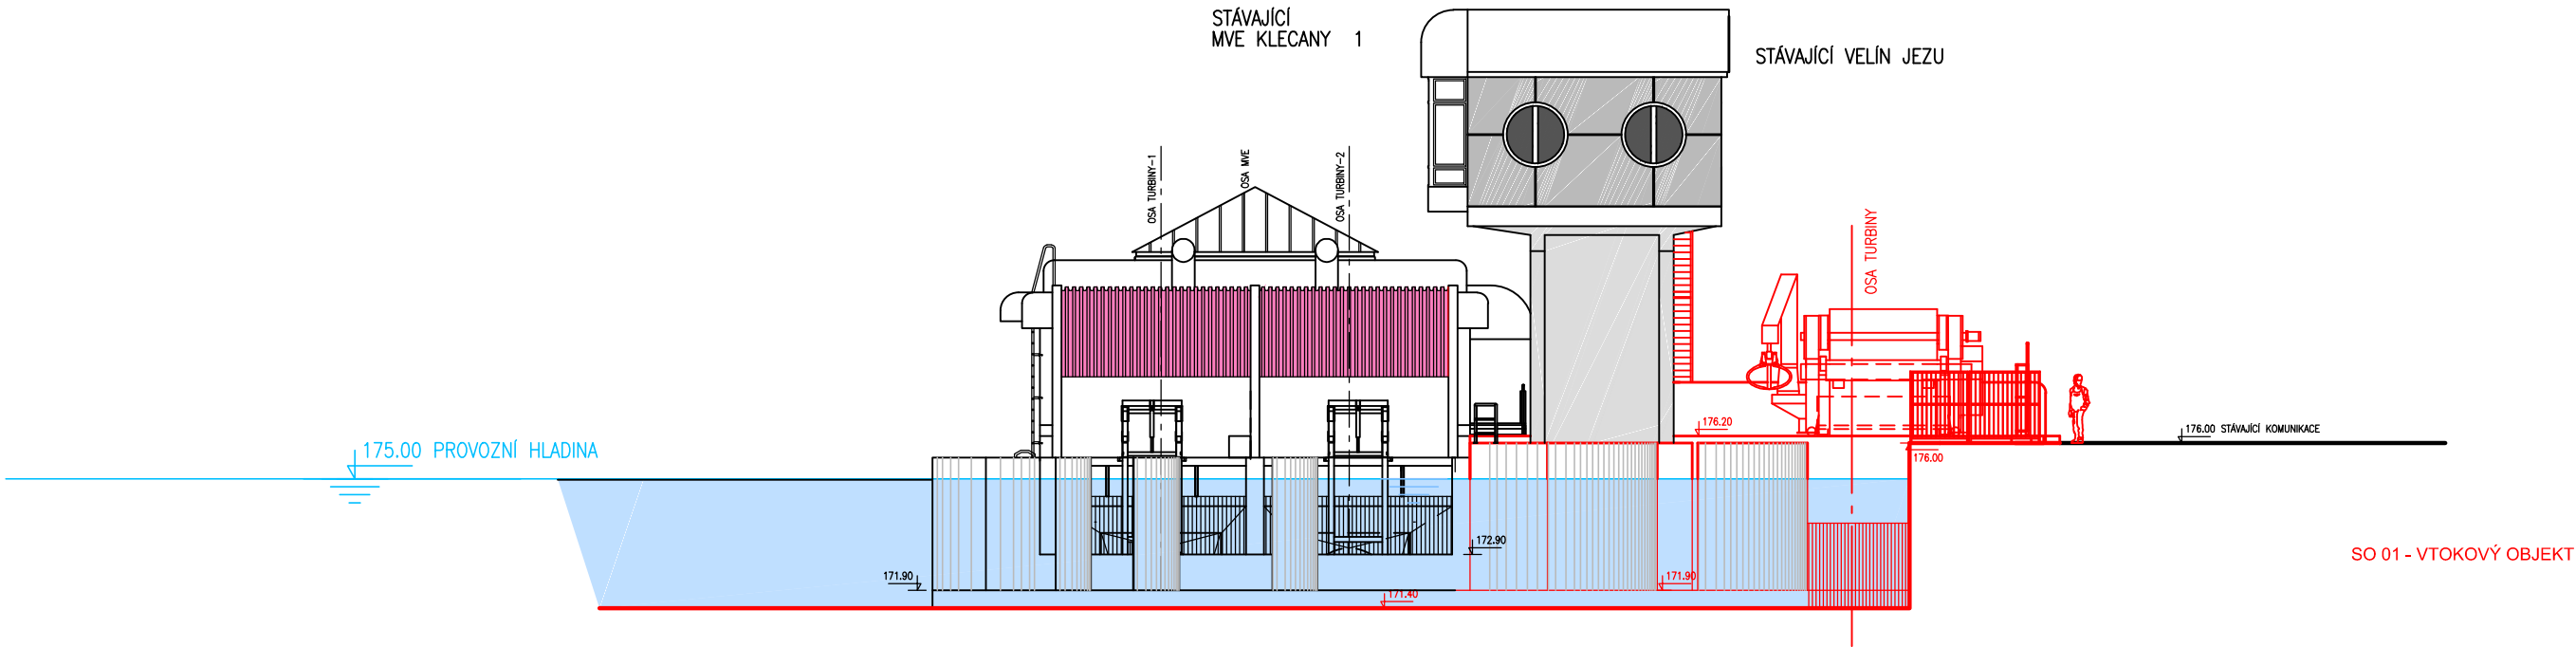 STÁVAJÍCÍ
MVE KLECANY 1
STÁVAJÍCÍ VELÍN JEZU
OSA TURBINY-1
OSA MVE
OSA TURBINY-2
OSA TURBINY
175.00 PROVOZNÍ HLADINA
176.20
176.00 STÁVAJÍCÍ KOMUNIKACE
176.00
172.90
171.90
171.90
171.40
SO 01 - VTOKOVÝ OBJEKT